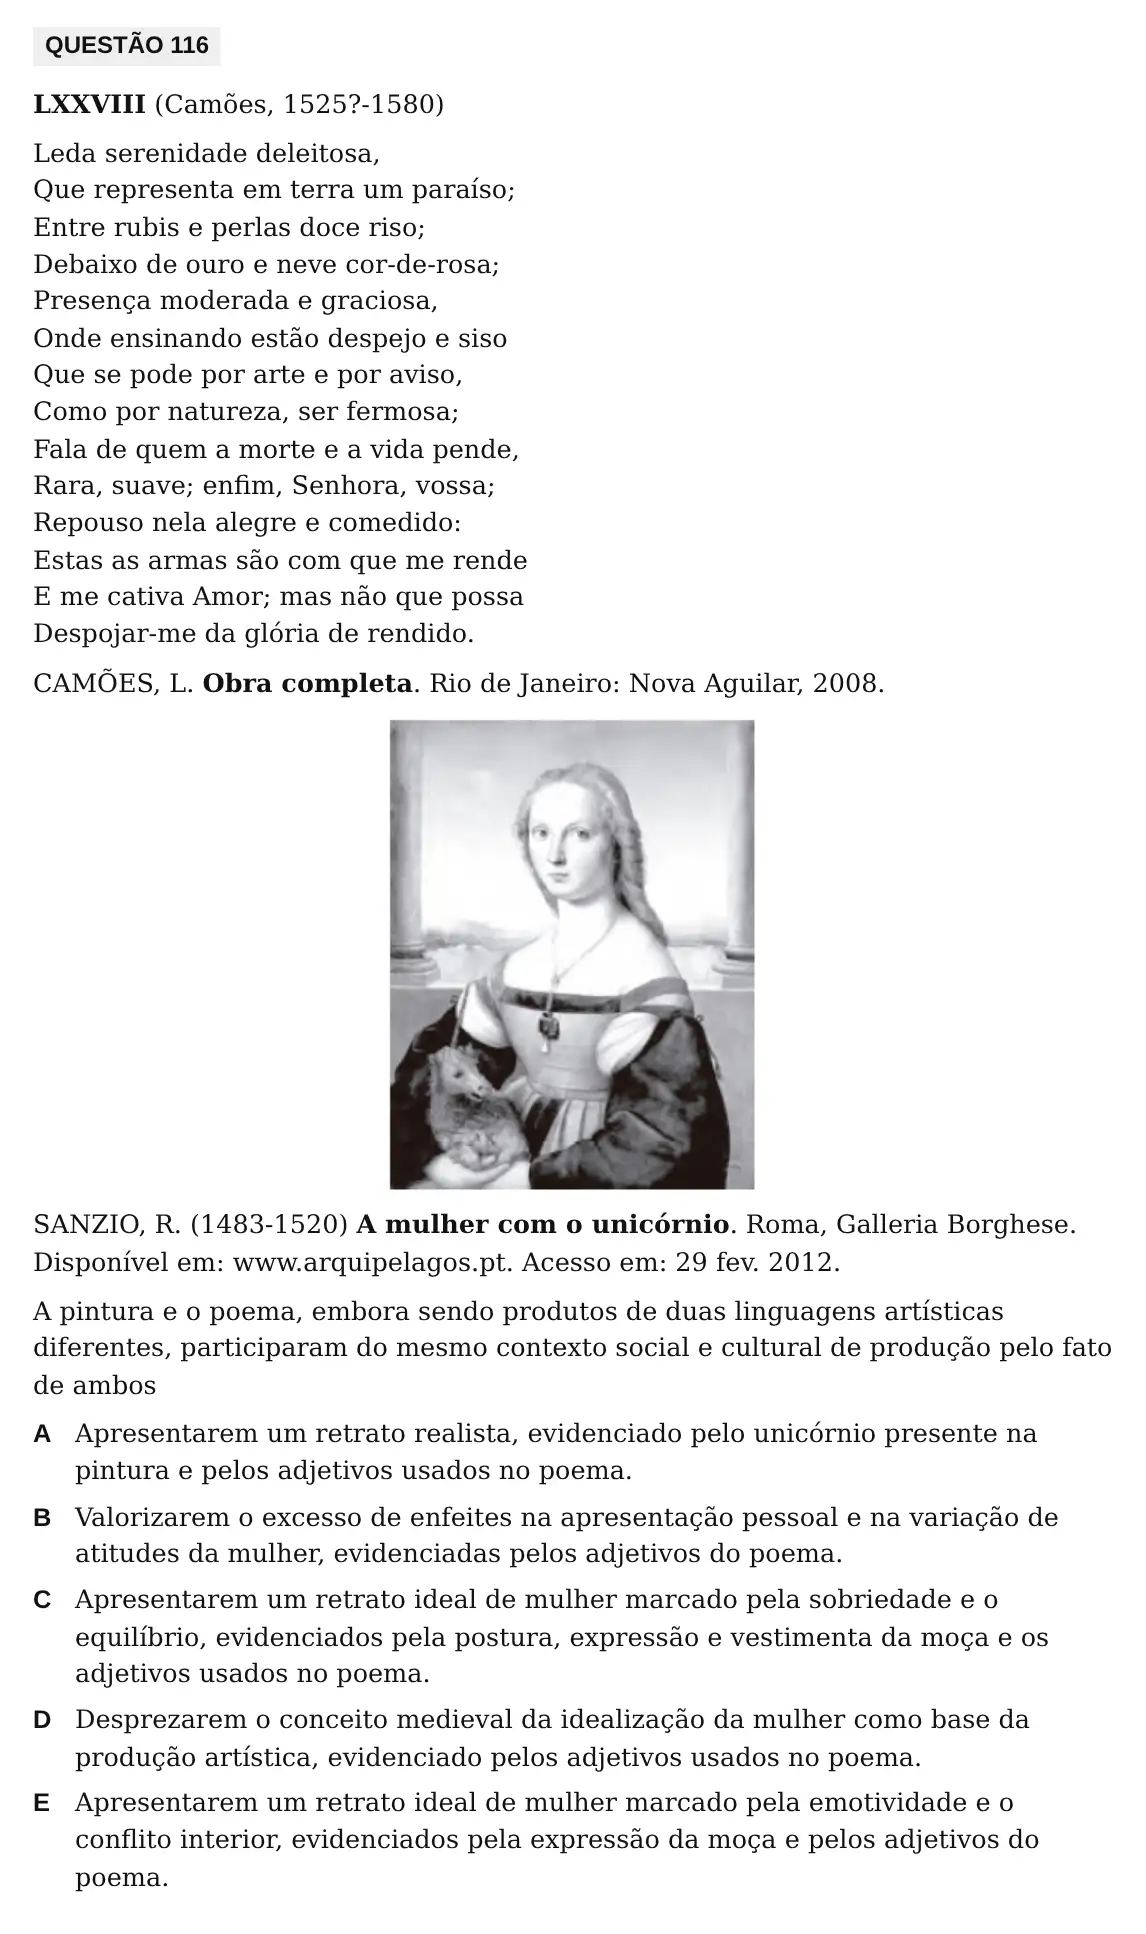 QUESTÃO 116
LXXVIII (Camões, 1525?-1580)
Leda serenidade deleitosa,
Que representa em terra um paraíso;
Entre rubis e perlas doce riso;
Debaixo de ouro e neve cor-de-rosa;
Presença moderada e graciosa,
Onde ensinando estão despejo e siso
Que se pode por arte e por aviso,
Como por natureza, ser fermosa;
Fala de quem a morte e a vida pende,
Rara, suave; enfim, Senhora, vossa;
Repouso nela alegre e comedido:
Estas as armas são com que me rende
E me cativa Amor; mas não que possa
Despojar-me da glória de rendido.
CAMÕES, L. Obra completa. Rio de Janeiro: Nova Aguilar, 2008.
SANZIO, R. (1483-1520) A mulher com o unicórnio. Roma, Galleria Borghese.
Disponível em: www.arquipelagos.pt. Acesso em: 29 fev. 2012.
A pintura e o poema, embora sendo produtos de duas linguagens artísticas
diferentes, participaram do mesmo contexto social e cultural de produção pelo fato
de ambos
A Apresentarem um retrato realista, evidenciado pelo unicórnio presente na
pintura e pelos adjetivos usados no poema.
B Valorizarem o excesso de enfeites na apresentação pessoal e na variação de
atitudes da mulher, evidenciadas pelos adjetivos do poema.
C Apresentarem um retrato ideal de mulher marcado pela sobriedade e o
equilíbrio, evidenciados pela postura, expressão e vestimenta da moça e os
adjetivos usados no poema.
D Desprezarem o conceito medieval da idealização da mulher como base da
produção artística, evidenciado pelos adjetivos usados no poema.
E Apresentarem um retrato ideal de mulher marcado pela emotividade e o
conflito interior, evidenciados pela expressão da moça e pelos adjetivos do
poema.